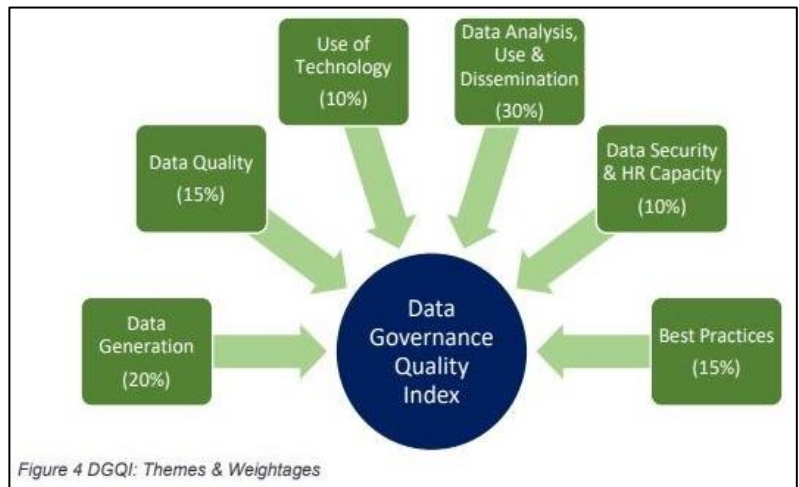 Use of
Technology
(10%)
Data Analysis,
Use &
Dissemination
(30%)
Data Quality
(15%)
Data Security
& HR Capacity
(10%)
Data
Generation
(20%)
Data
Governance
Quality
Index
Best Practices
(15%)
Figure 4 DGQI: Themes & Weightages